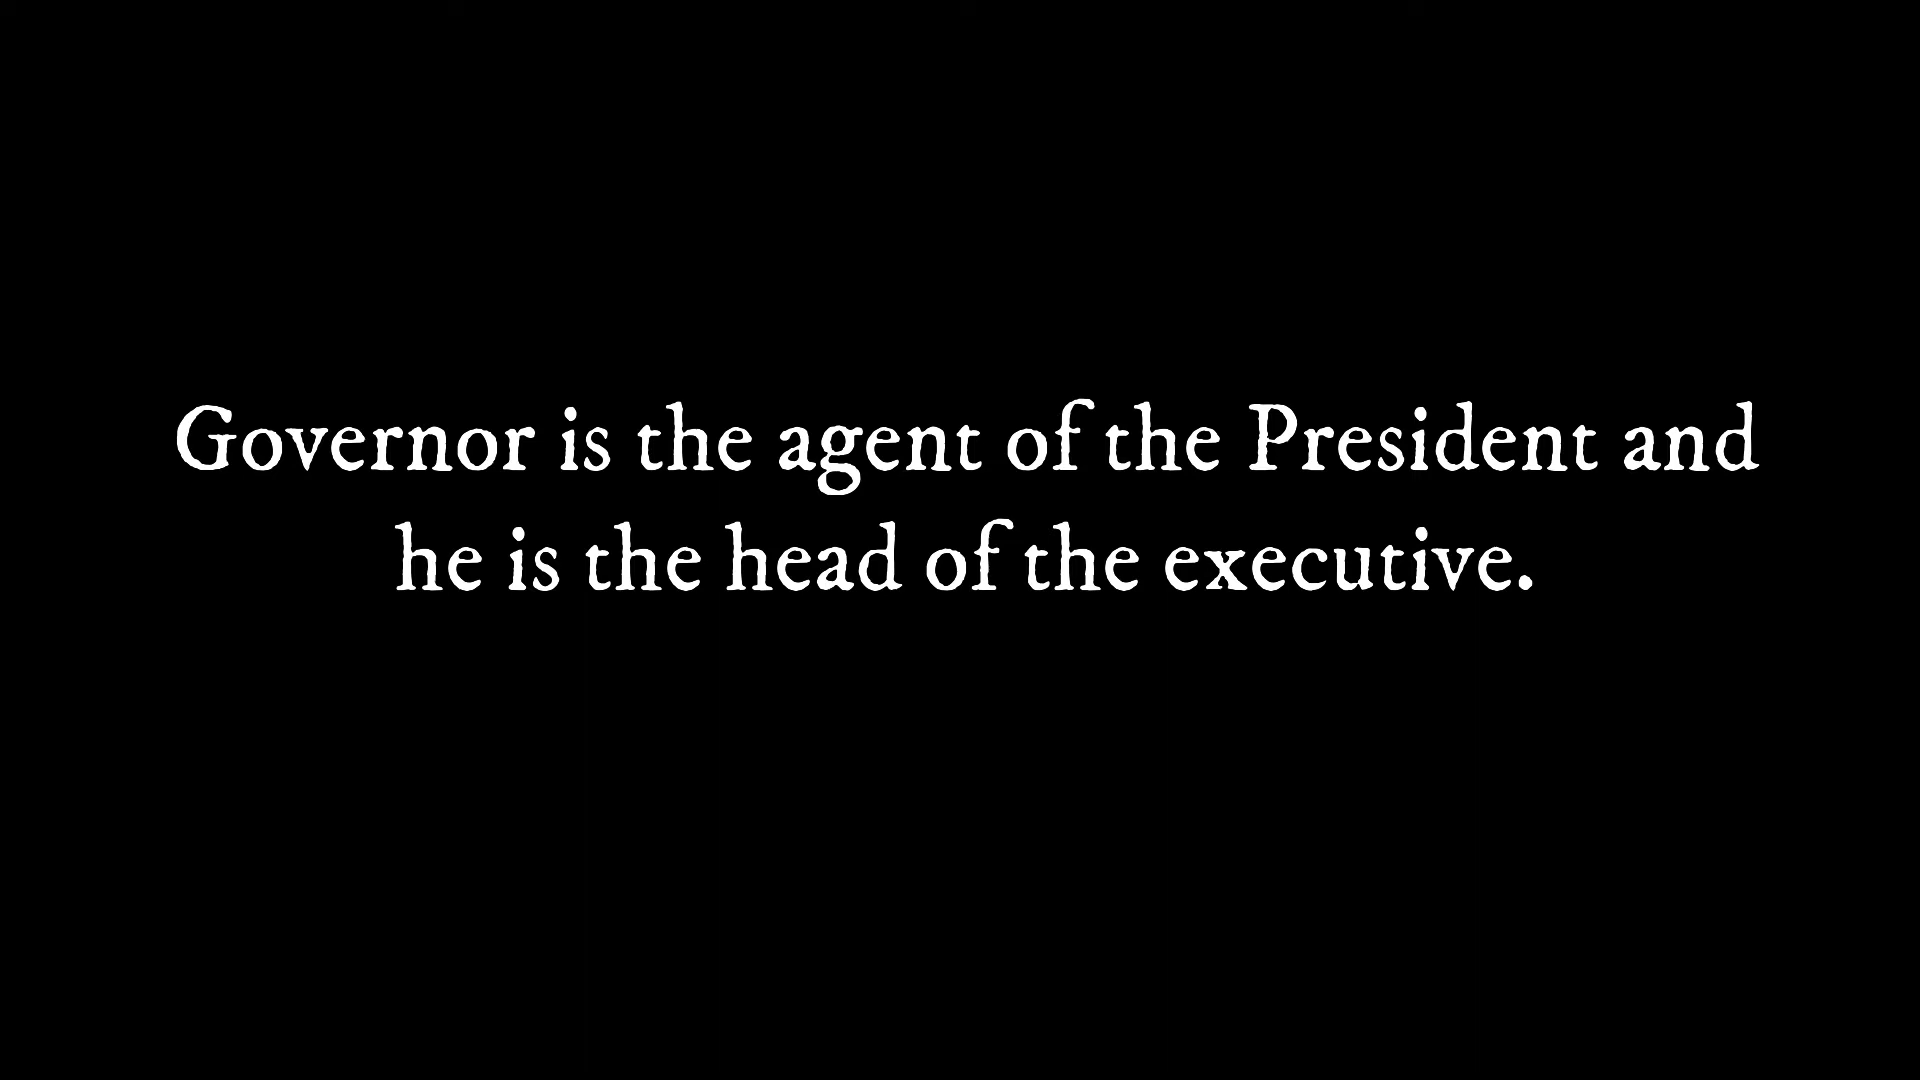 Governor is the agent of the President and
he is the head of the executive.